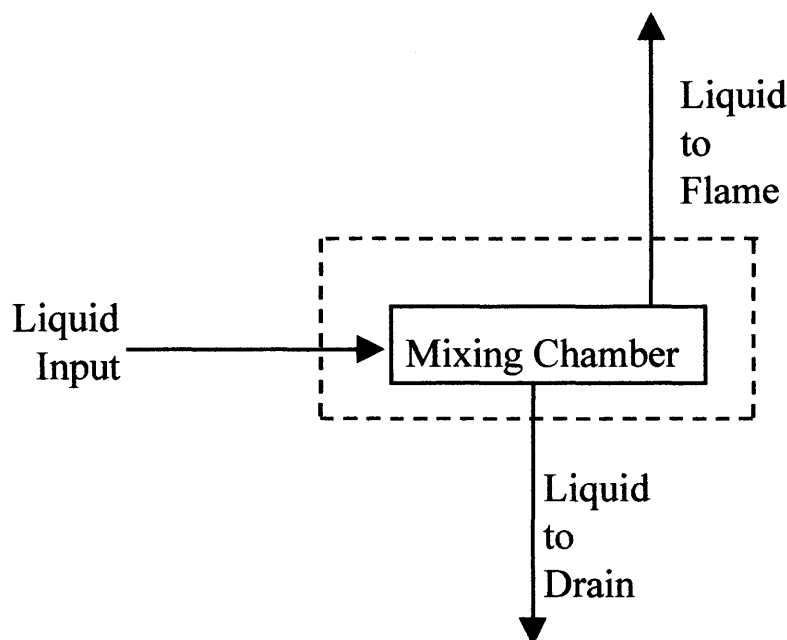 Liquid
to
Flame
Liquid
Input
Mixing Chamber
Liquid
to
Drain